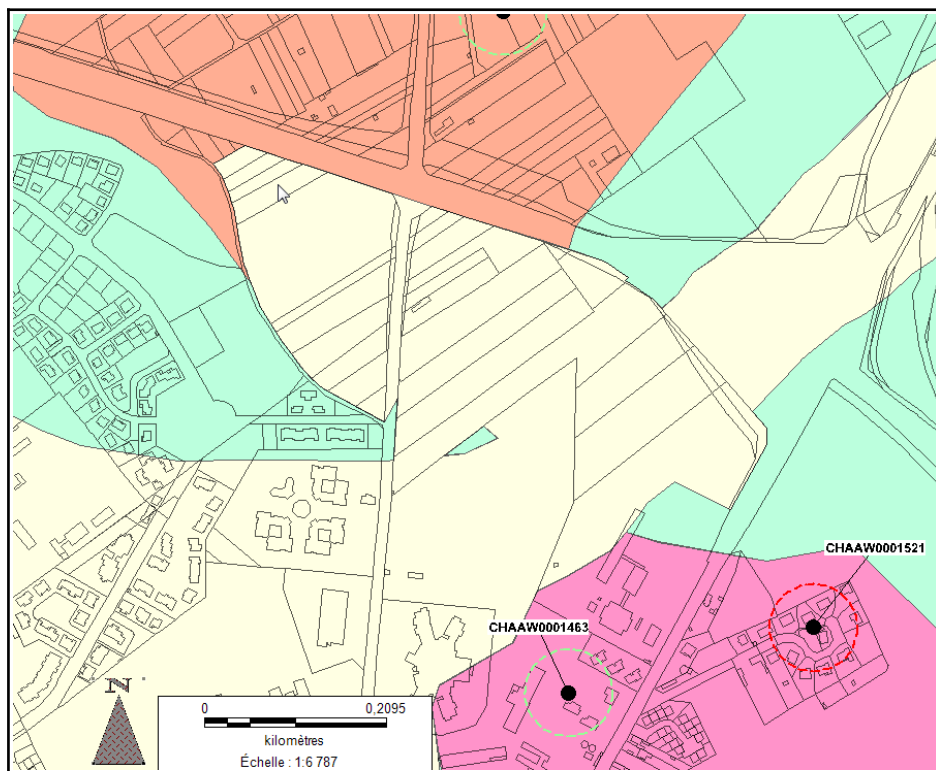 CHAAW0001521
CHAAW0001463
N
0 0,2095
kilomètres
Échelle : 1:6 787